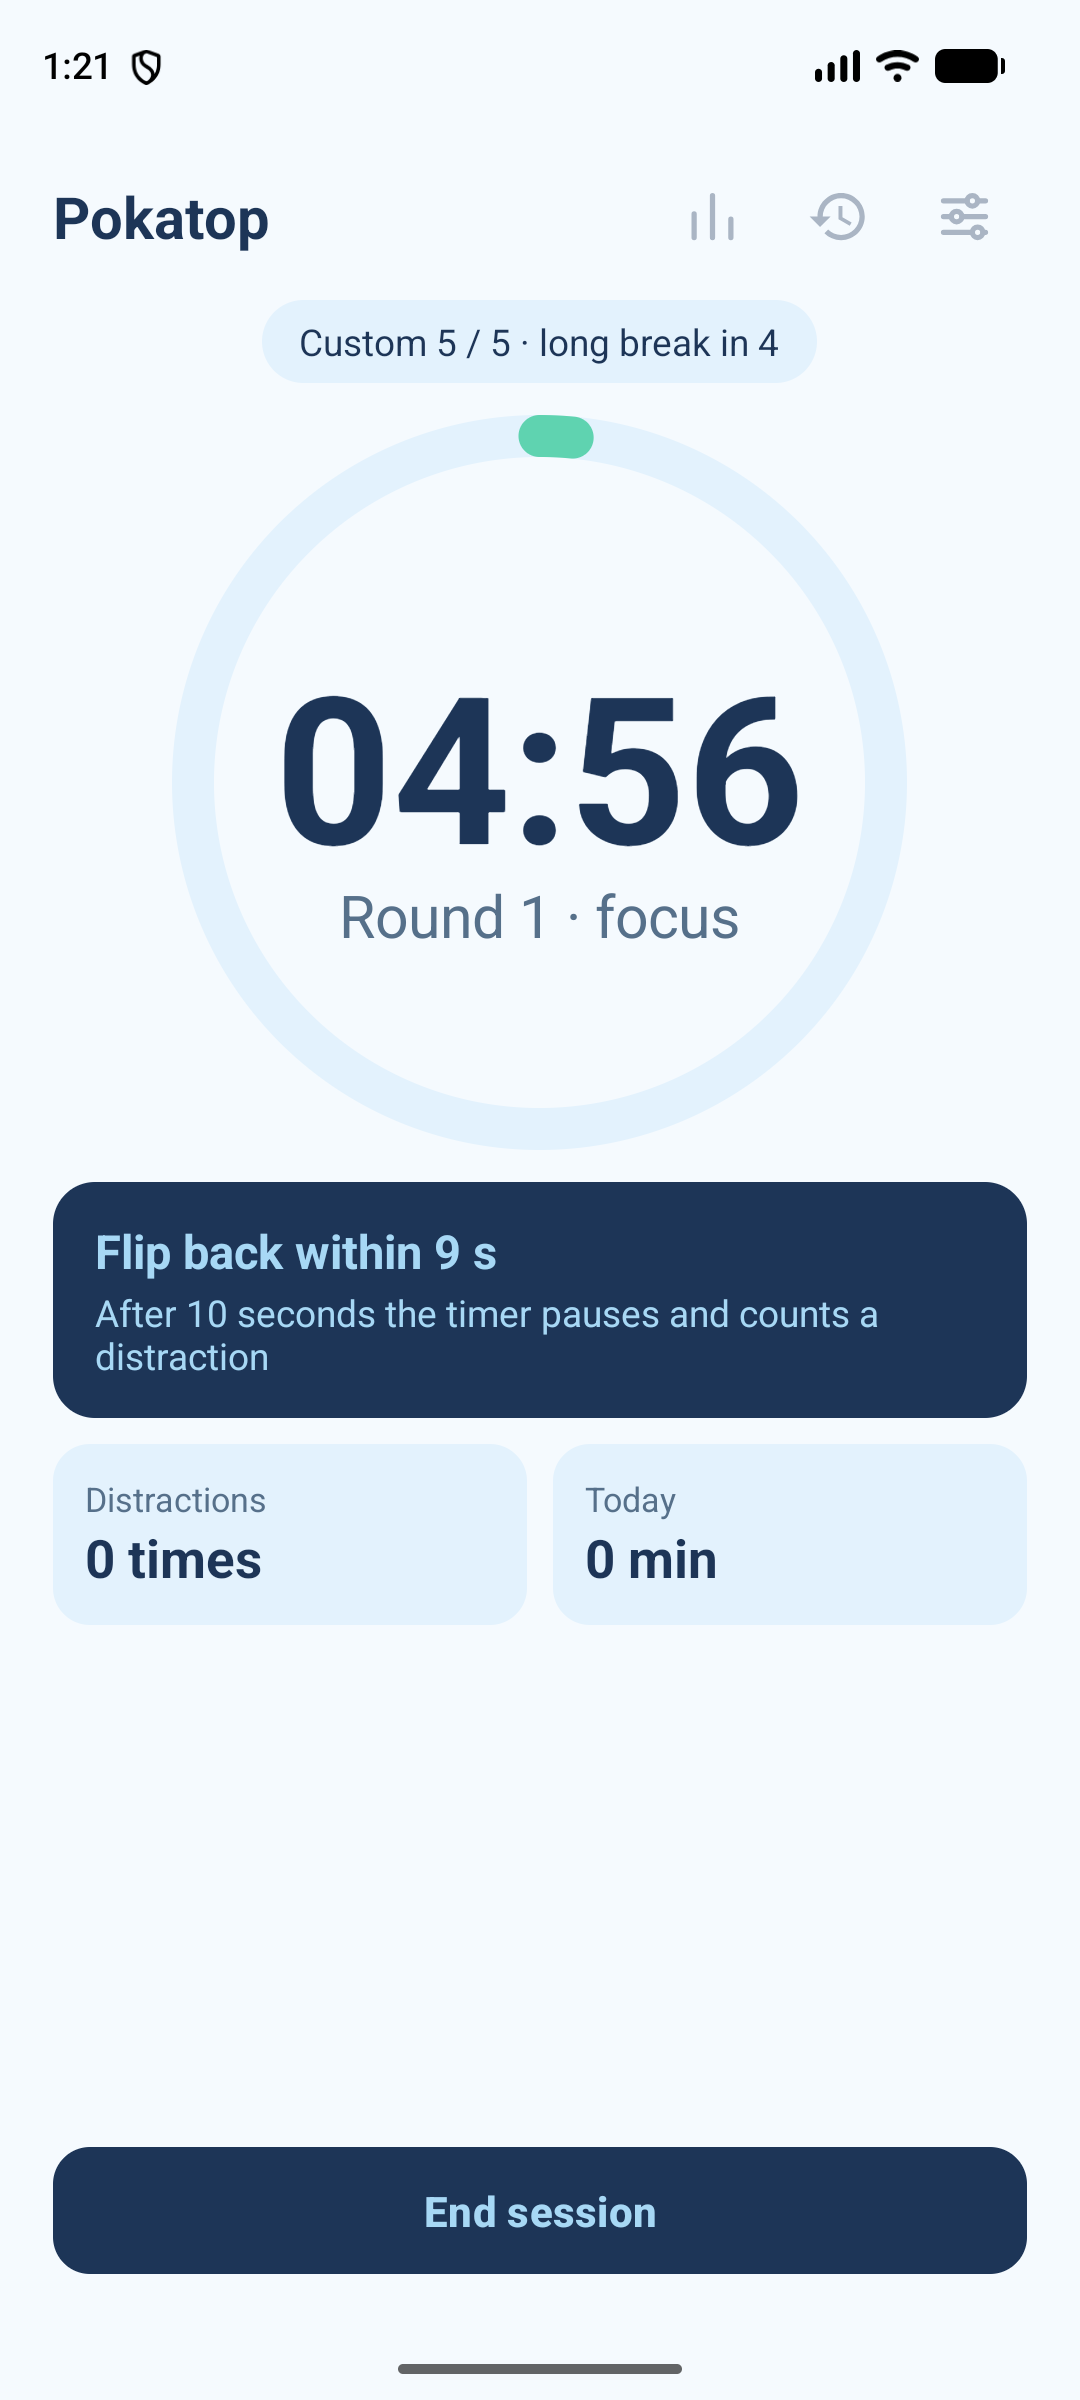 1:21
Pokatop
Custom 5 / 5 · long break in 4
04:56
Round 1 · focus
Flip back within 9 s
After 10 seconds the timer pauses and counts a
distraction
Distractions
0 times
Today
0 min
End session